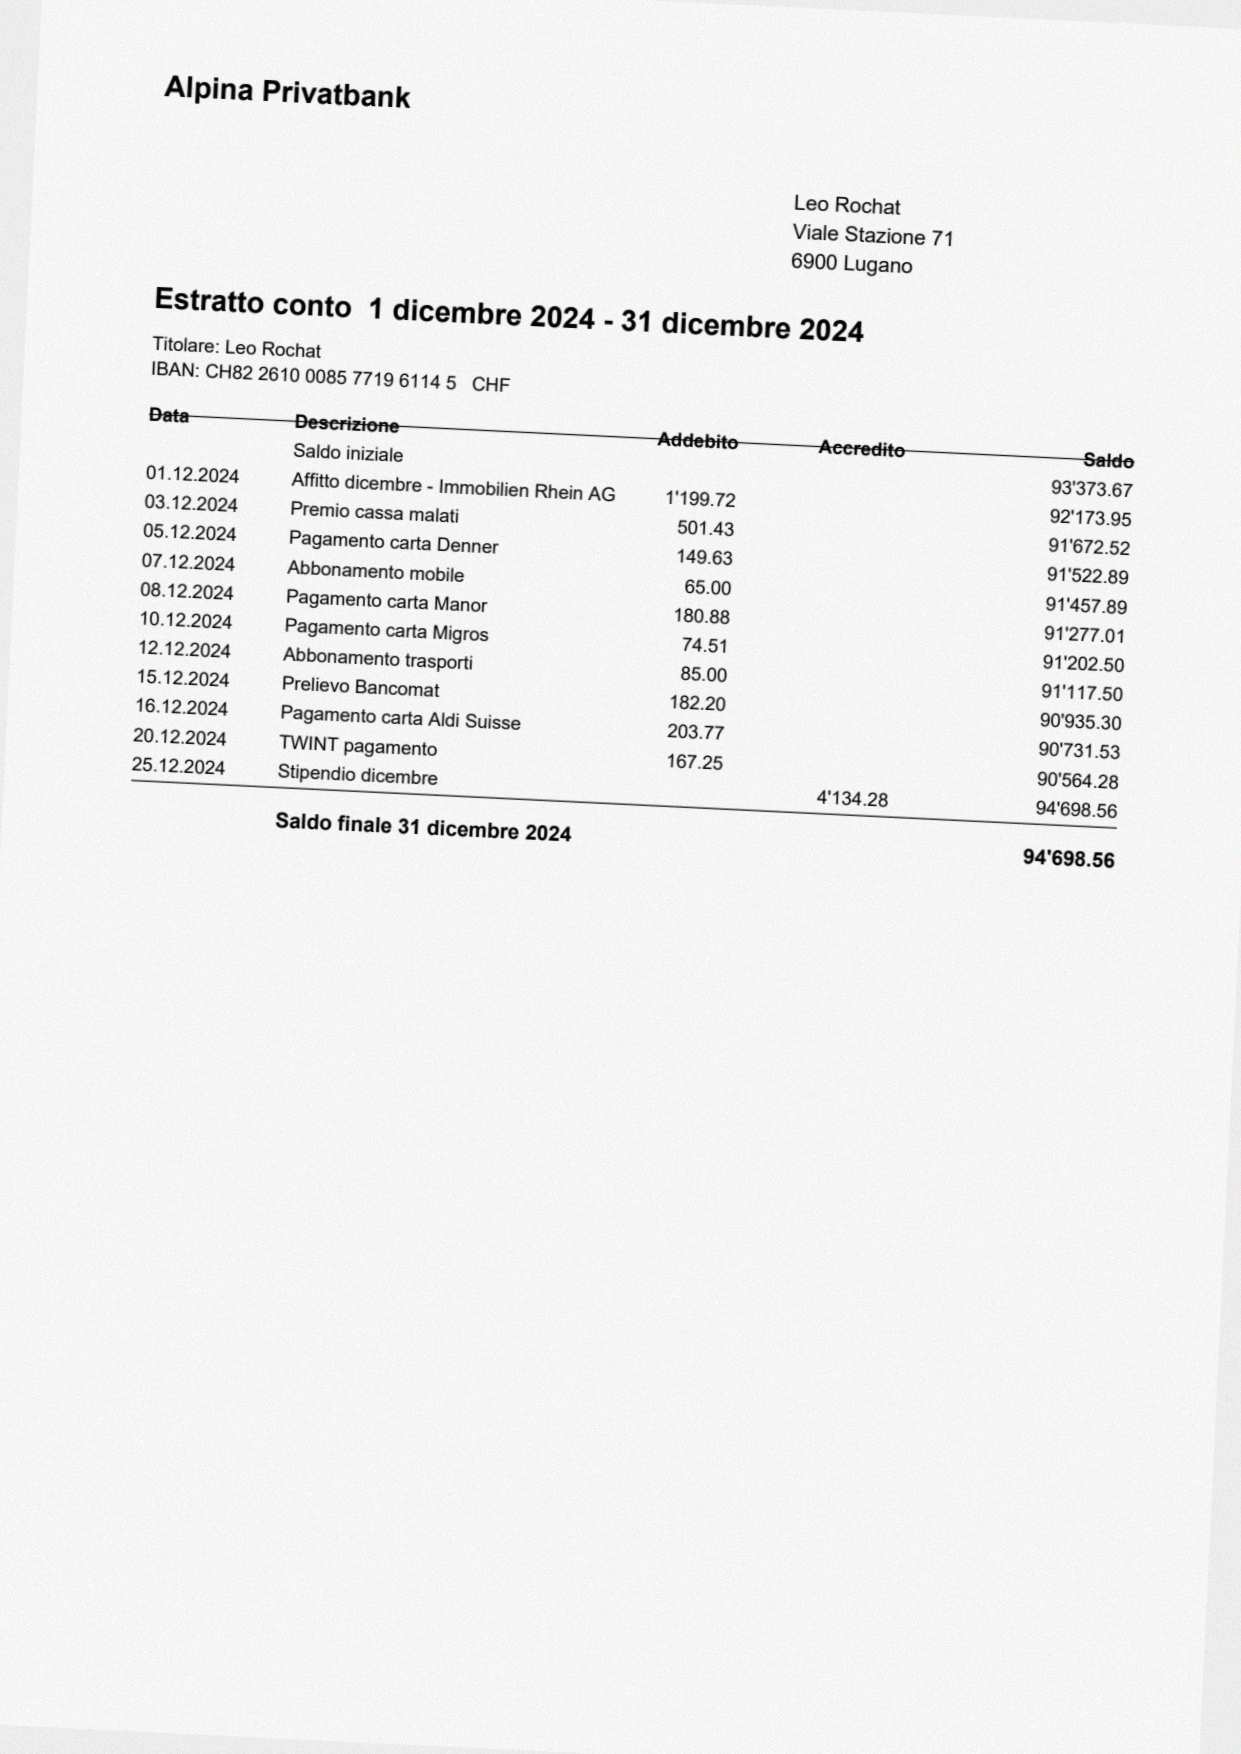 Alpina Privatbank
Leo Rochat
Viale Stazione 71
6900 Lugano
Estratto conto 1 dicembre 2024 - 31 dicembre 2024
Titolare: Leo Rochat
IBAN: CH82 2610 0085 7719 6114 5 CHF
Data Descrizione Addebito Accredito Saldo
Saldo iniziale 93'373.67
01.12.2024 Affitto dicembre - Immobilien Rhein AG 1'199.72 92'173.95
03.12.2024 Premio cassa malati 501.43 91'672.52
05.12.2024 Pagamento carta Denner 149.63 91'522.89
07.12.2024 Abbonamento mobile 65.00 91'457.89
08.12.2024 Pagamento carta Manor 180.88 91'277.01
10.12.2024 Pagamento carta Migros 74.51 91'202.50
12.12.2024 Abbonamento trasporti 85.00 91'117.50
15.12.2024 Prelievo Bancomat 182.20 90'935.30
16.12.2024 Pagamento carta Aldi Suisse 203.77 90'731.53
20.12.2024 TWINT pagamento 167.25 90'564.28
25.12.2024 Stipendio dicembre 4'134.28 94'698.56
Saldo finale 31 dicembre 2024 94'698.56